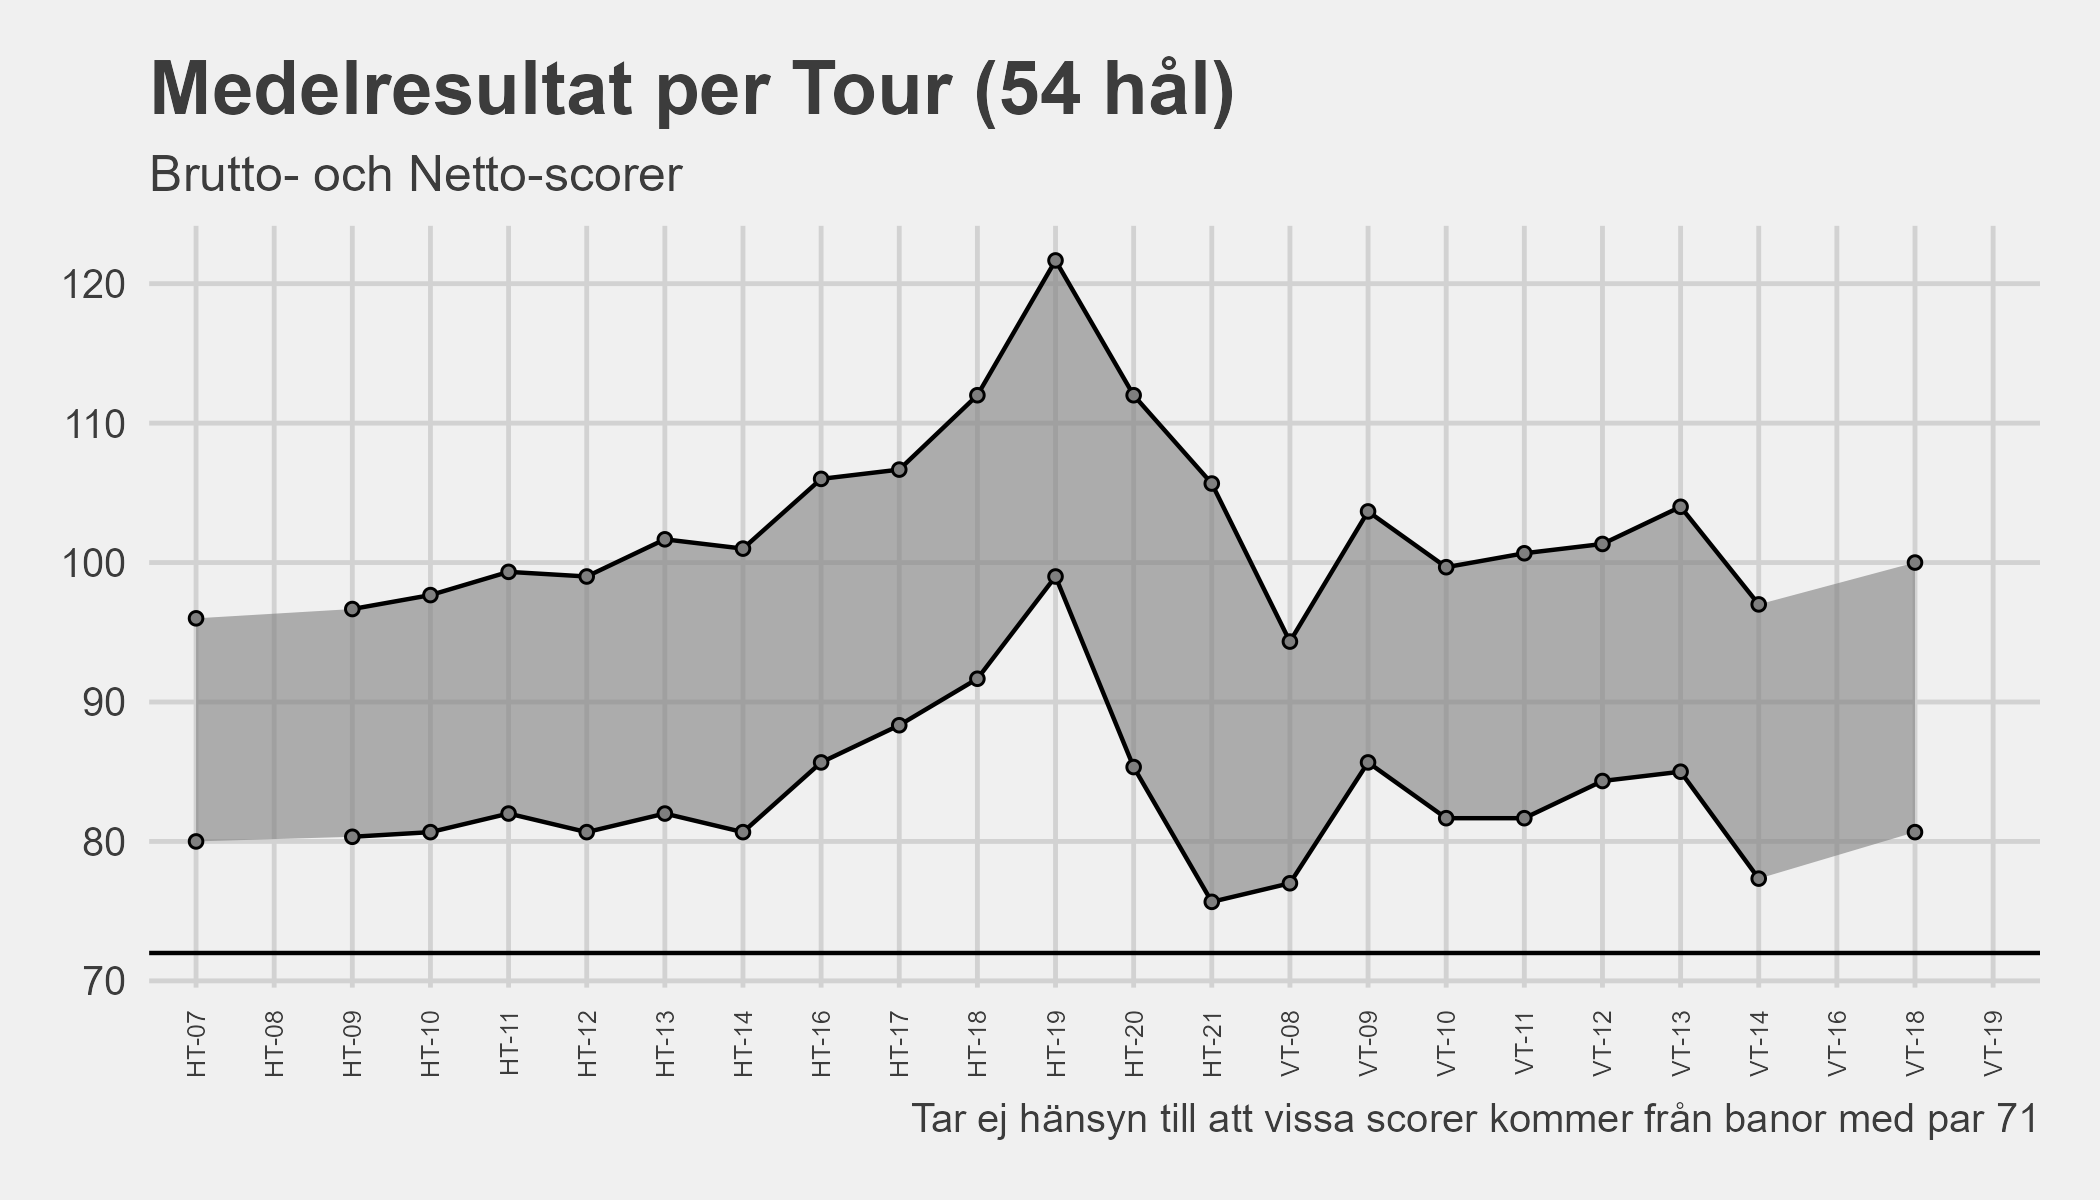 Medelresultat per Tour (54 hål)
Brutto- och Netto-scorer
120
110
100
90
80
70
HT-07
HT-08
HT-09
HT-10
HT-11
HT-12
HT-13
HT-14
HT-16
HT-17
HT-18
HT-19
HT-20
HT-21
VT-08
VT-09
VT-10
VT-11
VT-12
VT-13
VT-14
VT-16
VT-18
VT-19
Tar ej hänsyn till att vissa scorer kommer från banor med par 71